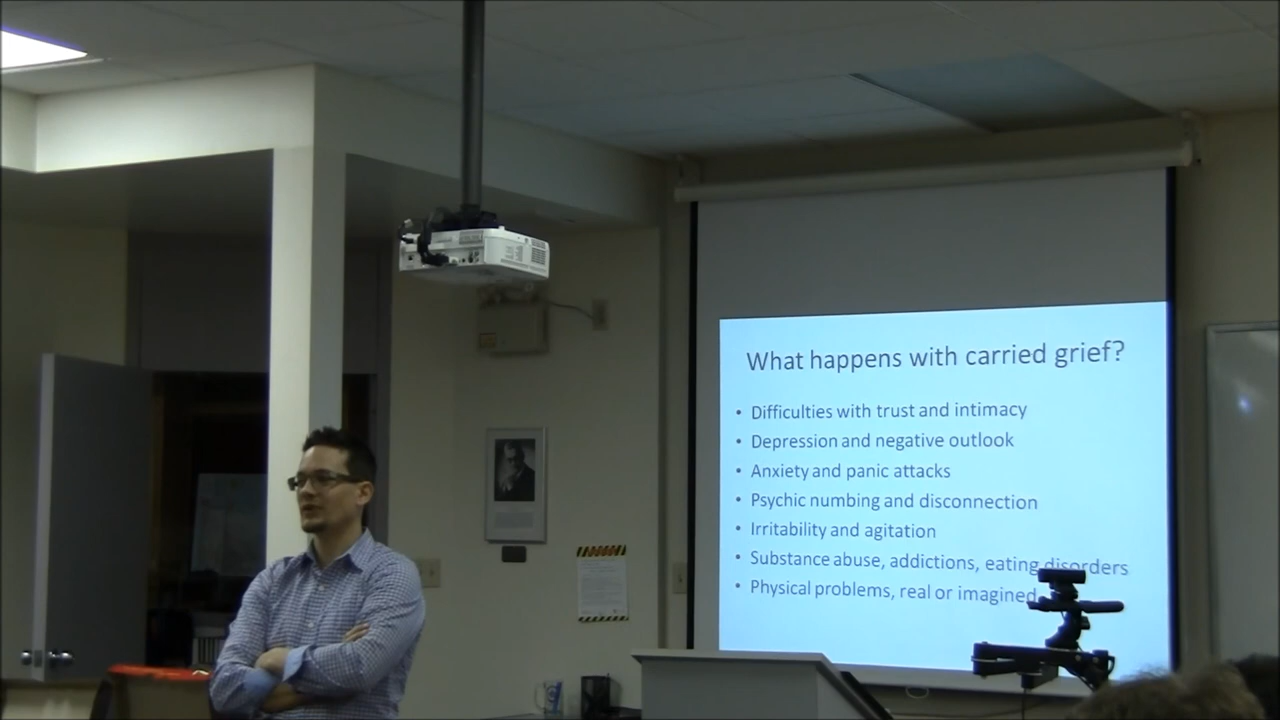 What happens with carried grief?
• Difficulties with trust and intimacy
• Depression and negative outlook
• Anxiety and panic attacks
• Psychic numbing and disconnection
• Irritability and agitation
• Substance abuse, addictions, eating disorders
• Physical problems, real or imagined